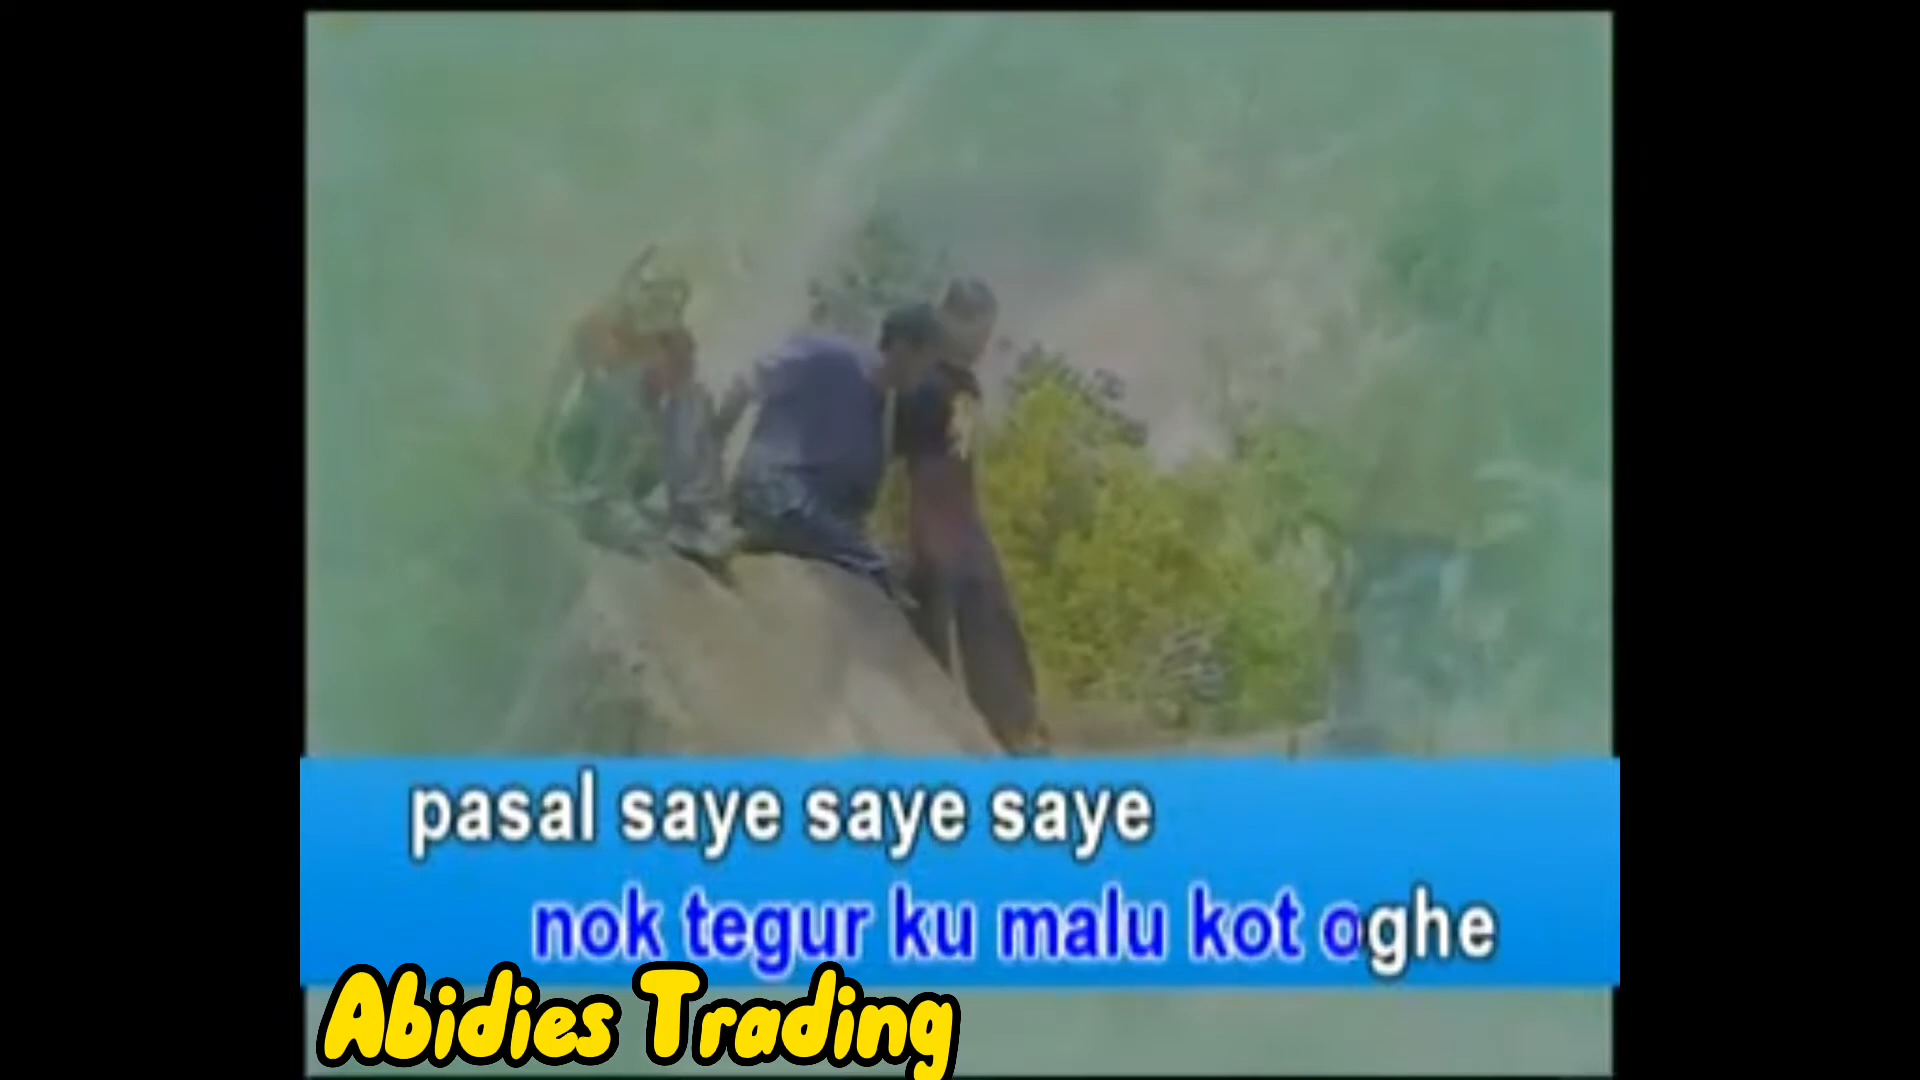 pasal saye saye saye
nok tegur ku malu kot oghe
Abidies Trading